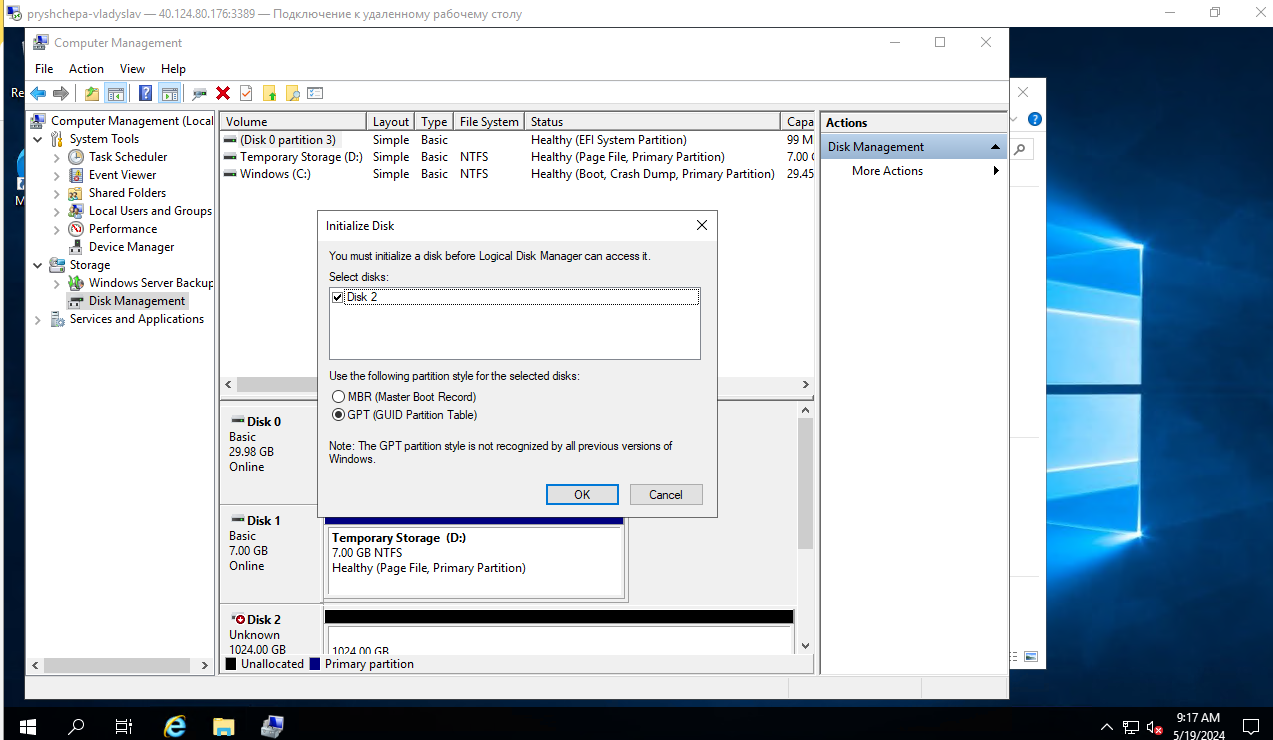 pryshchepa-vladyslav — 40.124.80.176:3389 — Подключение к удаленному рабочему столу
Computer Management
File Action View Help
Re
Computer Management (Local
System Tools
Task Scheduler
Event Viewer
Shared Folders
Local Users and Groups
Performance
Device Manager
Storage
Windows Server Backup
Disk Management
Services and Applications
Volume Layout Type File System Status Capa
(Disk 0 partition 3) Simple Basic Healthy (EFI System Partition) 99 M
Temporary Storage (D:) Simple Basic NTFS Healthy (Page File, Primary Partition) 7.00
Windows (C:) Simple Basic NTFS Healthy (Boot, Crash Dump, Primary Partition) 29.45
Actions
Disk Management
More Actions
Initialize Disk
You must initialize a disk before Logical Disk Manager can access it.
Select disks:
Disk 2
Use the following partition style for the selected disks:
MBR (Master Boot Record)
GPT (GUID Partition Table)
Note: The GPT partition style is not recognized by all previous versions of
Windows.
OK Cancel
Disk 0
Basic
29.98 GB
Online
Disk 1
Basic
7.00 GB
Online
Temporary Storage (D:)
7.00 GB NTFS
Healthy (Page File, Primary Partition)
Disk 2
Unknown
1024.00 GB
1024.00 GB
Unallocated Primary partition
9:17 AM
5/19/2024